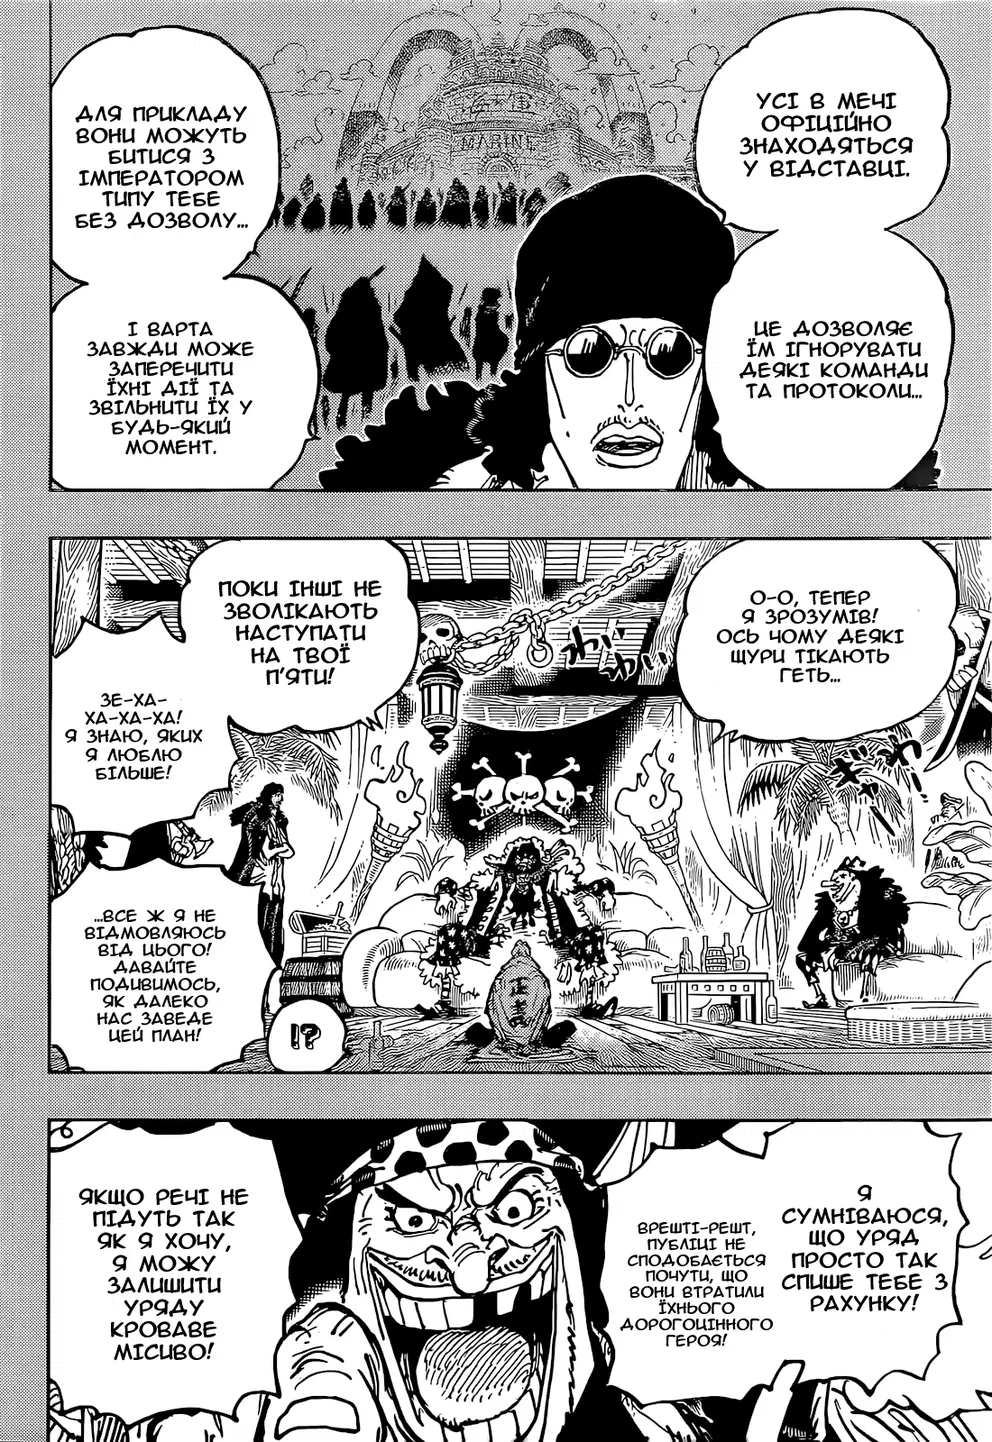 УСІ В МЕЧІ
ОФІЦІЙНО
ЗНАХОДЯТЬСЯ
У ВІДСТАВЦІ.
ЦЕ ДОЗВОЛЯЄ
ЇМ ІГНОРУВАТИ
ДЕЯКІ КОМАНДИ
ТА ПРОТОКОЛИ...
MARINE
ДЛЯ ПРИКЛАДУ
ВОНИ МОЖУТЬ
БИТИСЯ З
ІМПЕРАТОРОМ
ТИПУ ТЕБЕ
БЕЗ ДОЗВОЛУ...
І ВАРТА
ЗАВЖДИ МОЖЕ
ЗАПЕРЕЧИТИ
ЇХНІ ДІЇ ТА
ЗВІЛЬНИТИ ЇХ У
БУДЬ-ЯКИЙ
МОМЕНТ.
О-О, ТЕПЕР
Я ЗРОЗУМІВ!
ОСЬ ЧОМУ ДЕЯКІ
ЩУРИ ТІКАЮТЬ
ГЕТЬ...
ПОКИ ІНШІ НЕ
ЗВОЛІКАЮТЬ
НАСТУПАТИ
НА ТВОЇ
П'ЯТИ!
ЗЕ-ХА-
ХА-ХА-ХА!
Я ЗНАЮ, ЯКИХ
Я ЛЮБЛЮ
БІЛЬШЕ!
...ВСЕ Ж Я НЕ
ВІДМОВЛЯЮСЬ
ВІД ЦЬОГО!
ДАВАЙТЕ
ПОДИВИМОСЬ,
ЯК ДАЛЕКО
НАС ЗАВЕДЕ
ЦЕЙ ПЛАН!
!?
正義
Я
СУМНІВАЮСЯ,
ЩО УРЯД
ПРОСТО ТАК
СПИШЕ ТЕБЕ З
РАХУНКУ!
ВРЕШТІ-РЕШТ,
ПУБЛІЦІ НЕ
СПОДОБАЄТЬСЯ
ПОЧУТИ, ЩО
ВОНИ ВТРАТИЛИ
ЇХНЬОГО
ДОРОГОЦІННОГО
ГЕРОЯ!
ЯКЩО РЕЧІ НЕ
ПІДУТЬ ТАК
ЯК Я ХОЧУ,
Я МОЖУ
ЗАЛИШИТИ
УРЯДУ
КРОВАВЕ
МІСИВО!